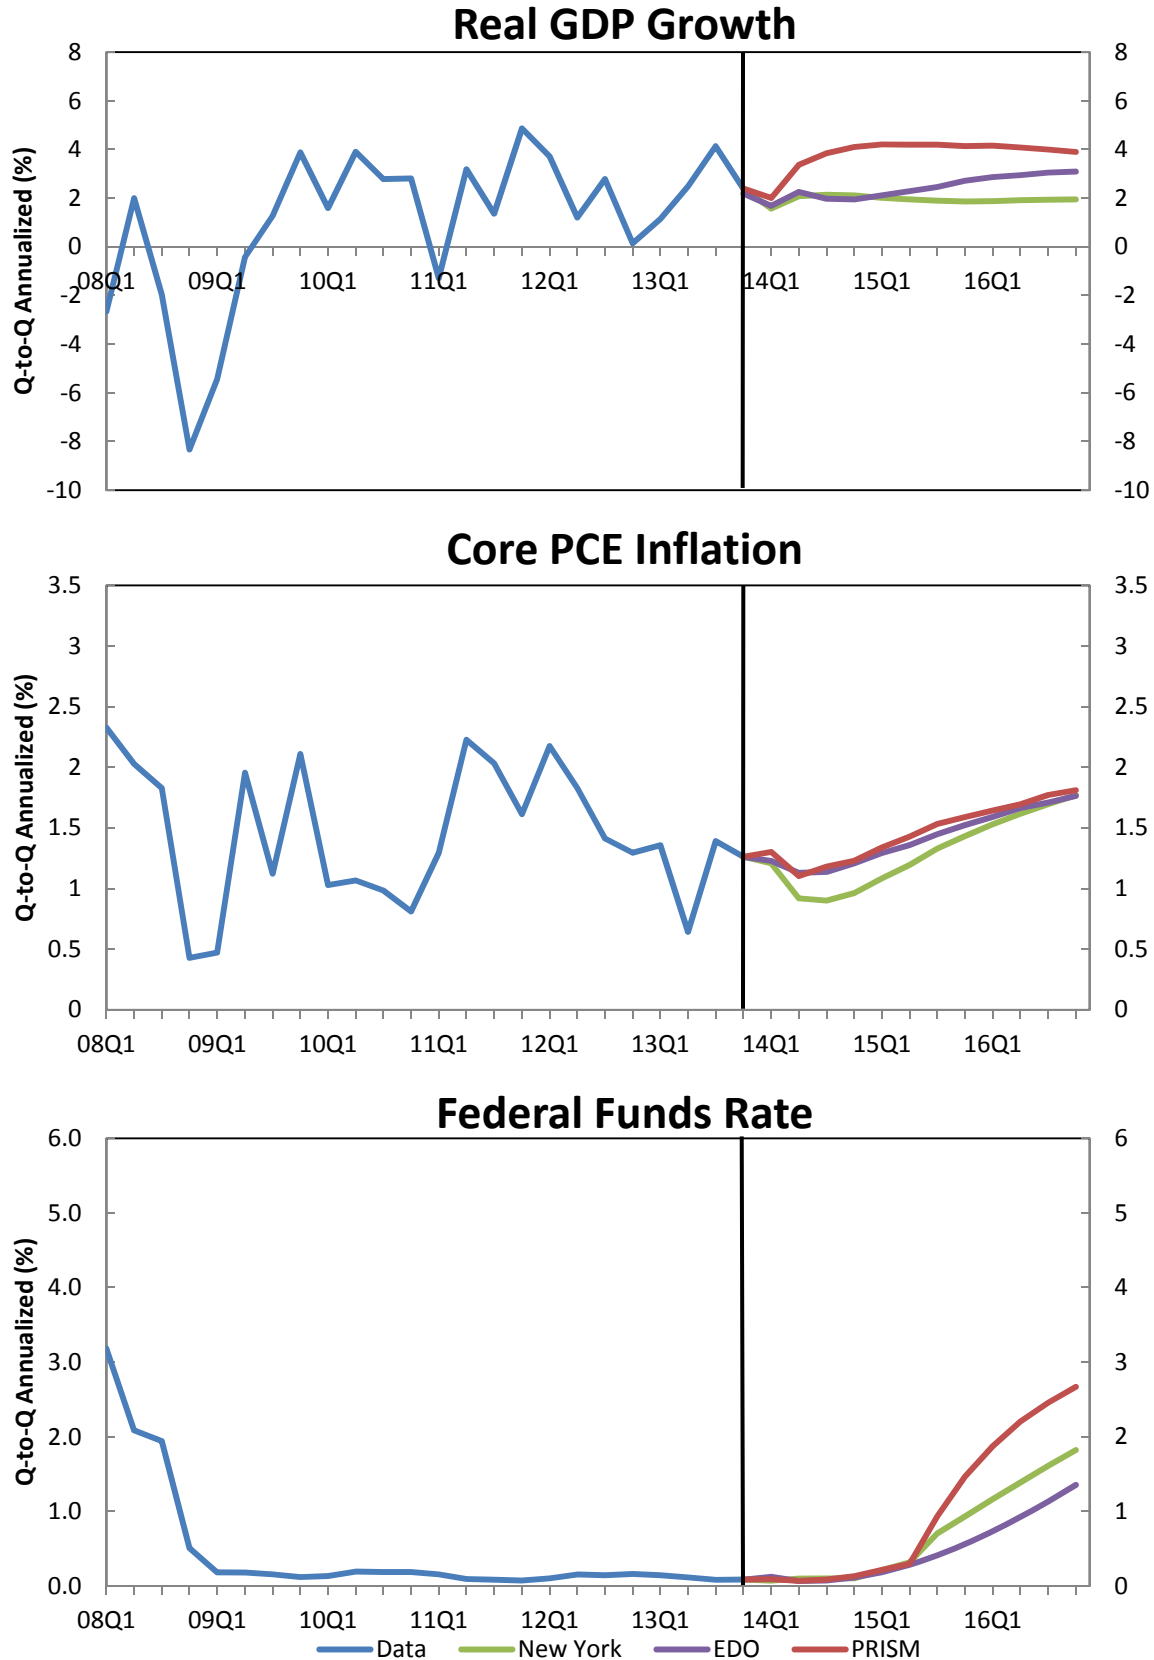 Real GDP Growth
Q-to-Q Annualized (%)
8 8
6 6
4 4
2 2
0 0
08Q1 09Q1 10Q1 11Q1 12Q1 13Q1 14Q1 15Q1 16Q1
-2 -2
-4 -4
-6 -6
-8 -8
-10 -10
Core PCE Inflation
Q-to-Q Annualized (%)
3.5 3.5
3 3
2.5 2.5
2 2
1.5 1.5
1 1
0.5 0.5
0 0
08Q1 09Q1 10Q1 11Q1 12Q1 13Q1 14Q1 15Q1 16Q1
Federal Funds Rate
Q-to-Q Annualized (%)
6.0 6
5.0 5
4.0 4
3.0 3
2.0 2
1.0 1
0.0 0
08Q1 09Q1 10Q1 11Q1 12Q1 13Q1 14Q1 15Q1 16Q1
Data New York EDO PRISM